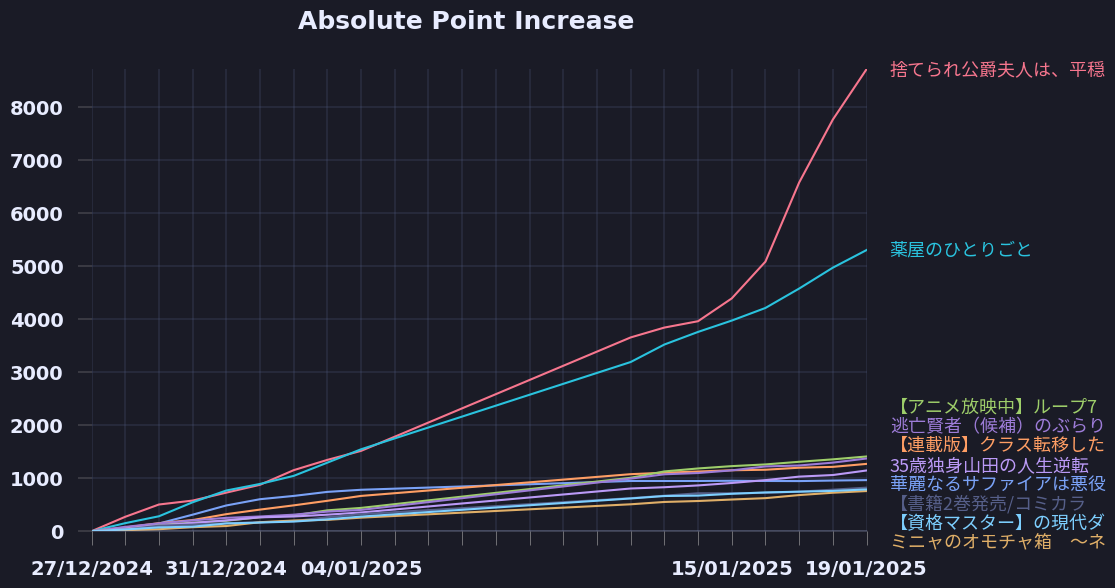 Absolute Point Increase
8000
7000
6000
5000
4000
3000
2000
1000
0
27/12/2024
31/12/2024
04/01/2025
15/01/2025
19/01/2025
捨てられ公爵夫人は、平穏
薬屋のひとりごと
【アニメ放映中】ループ7
逃亡賢者（候補）のぶらり
【連載版】クラス転移した
35歳独身山田の人生逆転
華麗なるサファイアは悪役
【書籍2巻発売/コミカラ
【資格マスター】の現代ダ
ミニャのオモチャ箱　〜ネ